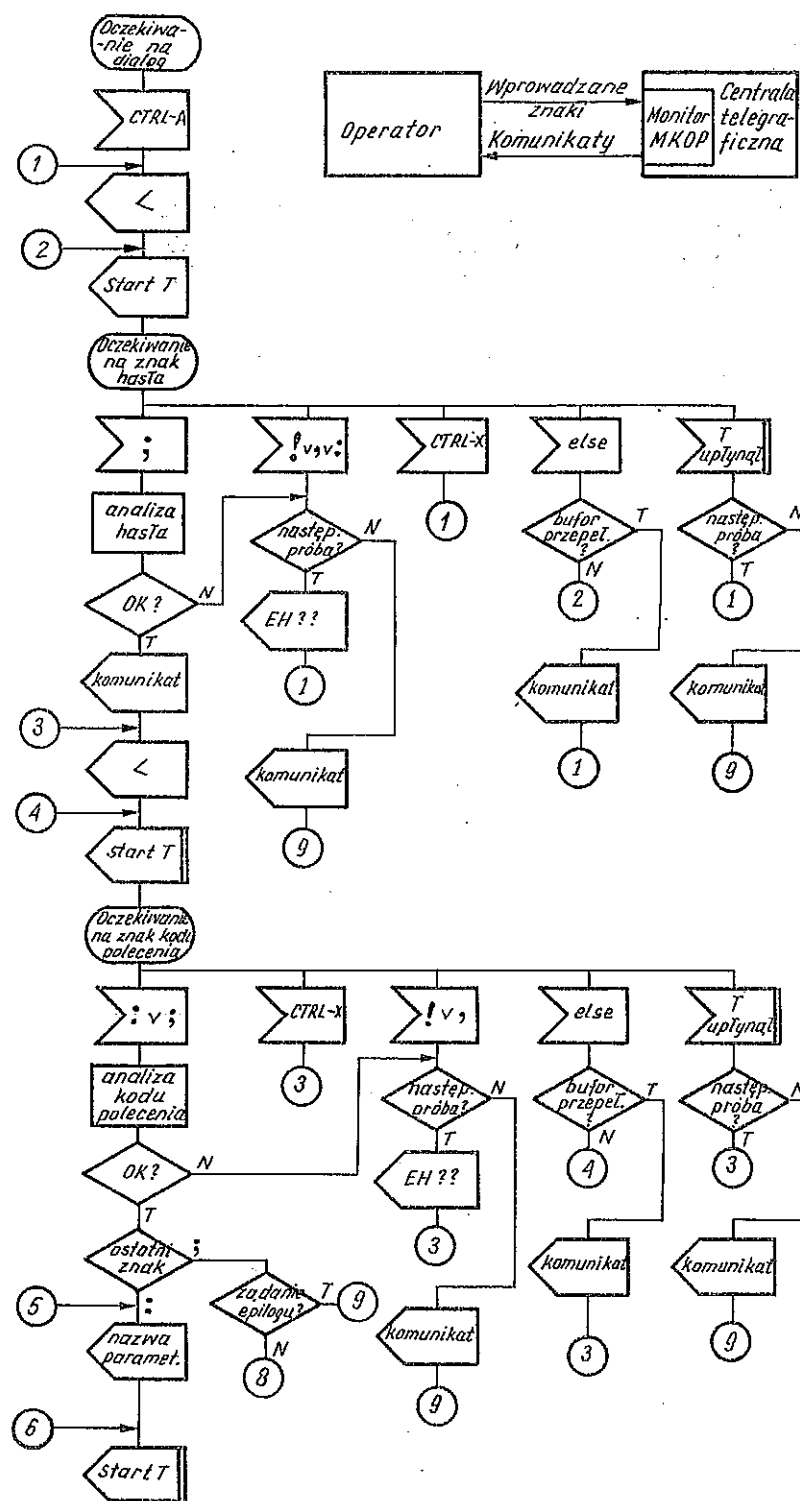 Oczekiwa-
-nie na
dialog
CTRL-A
1
<
2
Start T
Oczekiwanie
na znak
hasła
Operator
Wprowadzane
znaki
Komunikaty
Monitor
MKOP
Centrala
telegra-
ficzna
;
! v , v :
CTRL-X
else
T
upłynął
analiza
hasła
OK?
N
T
następ.
próba?
N
T
EH ??
1
1
bufor
przepeł.
?
T
N
2
następ.
próba
?
N
T
1
komunikat
3
<
4
start T
komunikat
9
komunikat
1
komunikat
9
Oczekiwanie
na znak kodu
polecenia
: v ;
CTRL-X
! v ,
else
T
upłynął
analiza
kodu
polecenia
3
następ.
próba?
N
T
bufor
przepeł.
?
T
N
4
następ.
próba
?
N
T
3
OK?
N
T
EH ??
3
ostatni
znak
;
:
żądanie
epilogu?
T
9
N
8
5
nazwa
paramet.
komunikat
9
komunikat
3
komunikat
9
6
start T